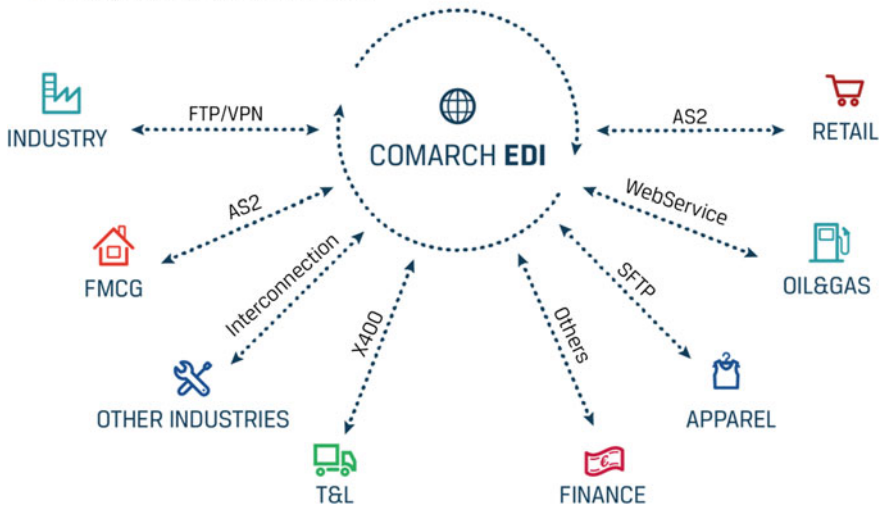 COMARCH EDI
INDUSTRY
FTP/VPN
AS2
RETAIL
AS2
FMCG
WebService
OIL&GAS
Interconnection
OTHER INDUSTRIES
SFTP
APPAREL
X400
T&L
Others
FINANCE
€